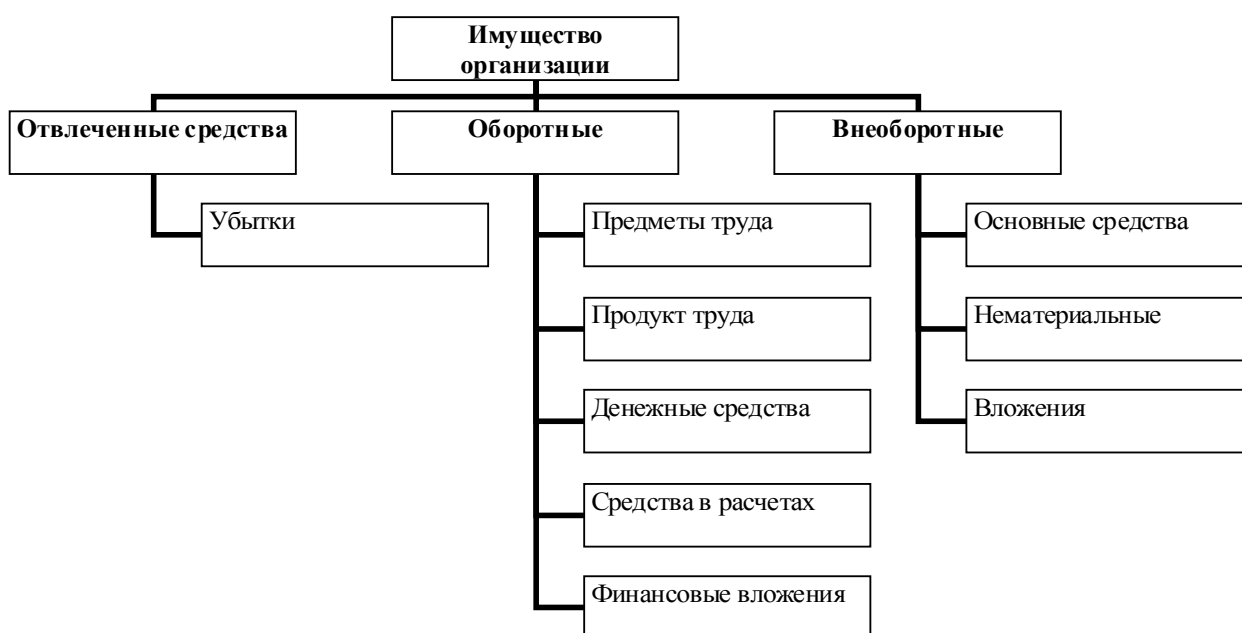 Имущество
организации
Отвлеченные средства
Оборотные
Внеоборотные
Убытки
Предметы труда
Основные средства
Продукт труда
Нематериальные
Денежные средства
Вложения
Средства в расчетах
Финансовые вложения